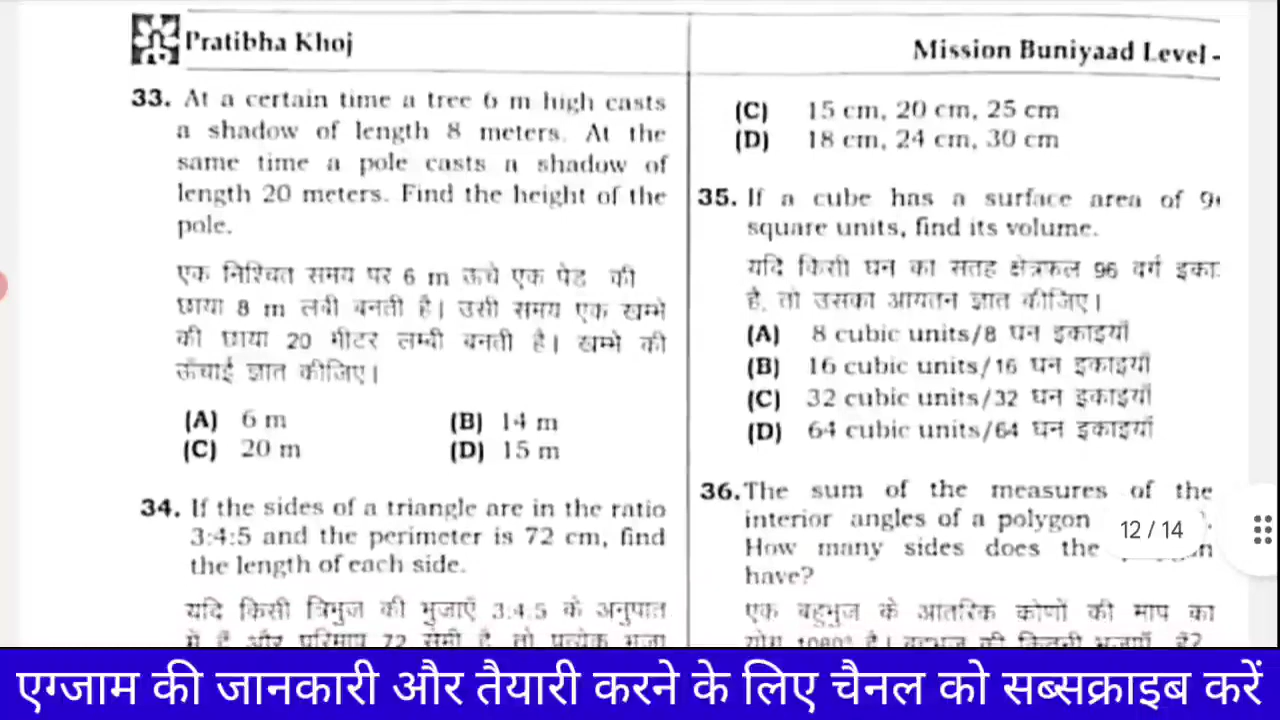 Pratibha Khoj
Mission Buniyaad Level -
33. At a certain time a tree 6 m high casts
a shadow of length 8 meters. At the
same time a pole casts a shadow of
length 20 meters. Find the height of the
pole.
एक निश्चित समय पर 6 m ऊंचे एक पेड की
छाया 8 m लंबी बनती है। उसी समय एक खम्भे
की छाया 20 मीटर लम्बी बनती है। खम्भे की
ऊँचाई ज्ञात कीजिए।
(A) 6 m (B) 14 m
(C) 20 m (D) 15 m
34. If the sides of a triangle are in the ratio
3:4:5 and the perimeter is 72 cm, find
the length of each side.
यदि किसी त्रिभुज की भुजाएँ 3:4:5 के अनुपात
में हैं और परिमाप 72 सेमी है, तो प्रत्येक भुजा
(C) 15 cm, 20 cm, 25 cm
(D) 18 cm, 24 cm, 30 cm
35. If a cube has a surface area of
square units, find its volume.
यदि किसी घन का सतह क्षेत्रफल 96 वर्ग
है, तो उसका आयतन ज्ञात कीजिए।
(A) 8 cubic units/8 घन इकाइयाँ
(B) 16 cubic units/16 घन इकाइयाँ
(C) 32 cubic units/32 घन इकाइयाँ
(D) 64 cubic units/64 घन इकाइयाँ
36. The sum of the measures of the
interior angles of a polygon
How many sides does the
have?
एक बहुभुज के आंतरिक कोणों की माप का
योग 1080° है। बहुभुज की कितनी भुजाएँ हैं?
12 / 14
एग्जाम की जानकारी और तैयारी करने के लिए चैनल को सब्सक्राइब करें